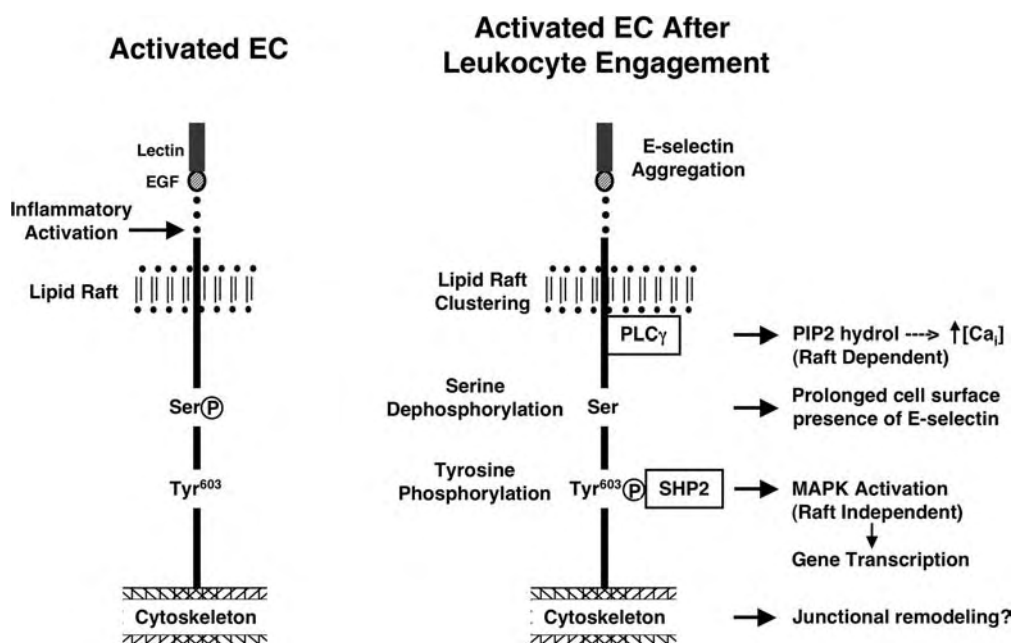 Activated EC
Lectin
EGF
Inflammatory
Activation
Lipid Raft
Ser P
Tyr603
Cytoskeleton
Activated EC After
Leukocyte Engagement
E-selectin
Aggregation
Lipid Raft
Clustering
PLCγ
PIP2 hydrol ---> ↑[Cai]
(Raft Dependent)
Serine
Dephosphorylation
Ser
Prolonged cell surface
presence of E-selectin
Tyrosine
Phosphorylation
Tyr603 P SHP2
MAPK Activation
(Raft Independent)
Gene Transcription
Cytoskeleton
Junctional remodeling?